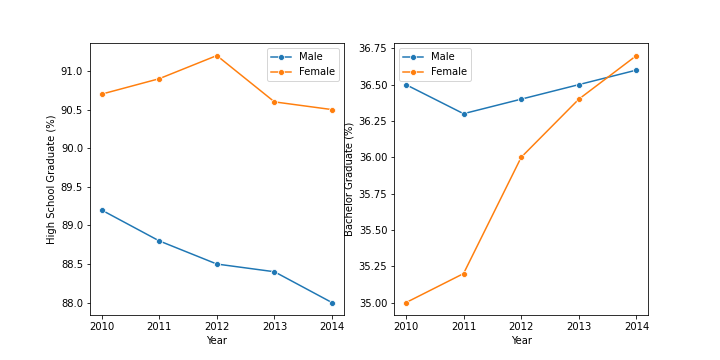 High School Graduate (%)
91.0
90.5
90.0
89.5
89.0
88.5
88.0
Male
Female
2010 2011 2012 2013 2014
Year
Bachelor Graduate (%)
36.75
36.50
36.25
36.00
35.75
35.50
35.25
35.00
Male
Female
2010 2011 2012 2013 2014
Year